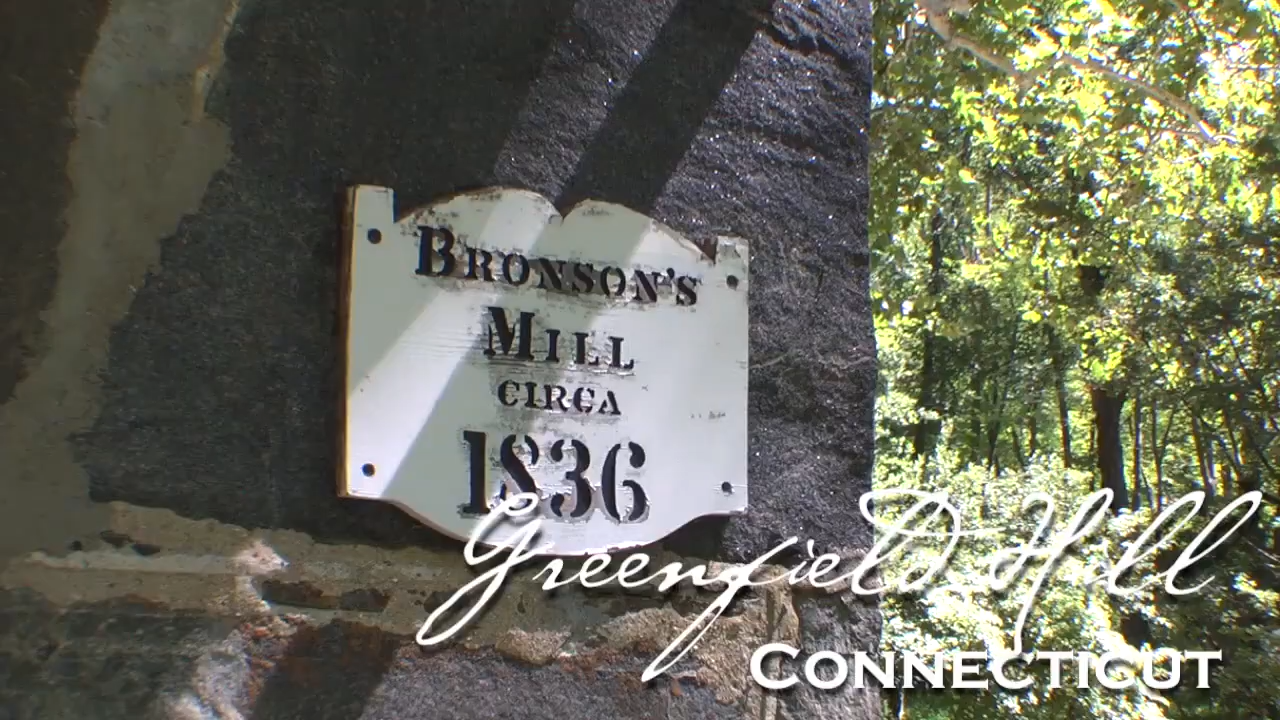 BRONSON'S
MILL
CIRCA
1836
Greenfield Hill
CONNECTICUT